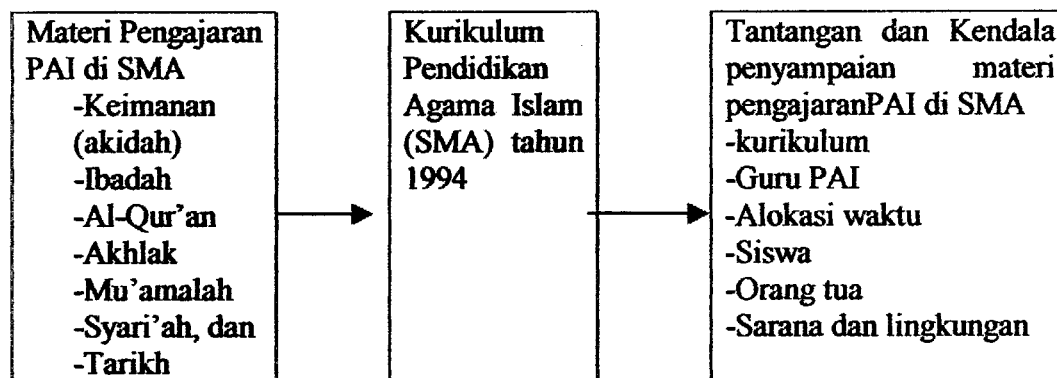 Materi Pengajaran
PAI di SMA
-Keimanan
(akidah)
-Ibadah
-Al-Qur'an
-Akhlak
-Mu'amalah
-Syari'ah, dan
-Tarikh
Kurikulum
Pendidikan
Agama Islam
(SMA) tahun
1994
Tantangan dan Kendala
penyampaian materi
pengajaranPAI di SMA
-kurikulum
-Guru PAI
-Alokasi waktu
-Siswa
-Orang tua
-Sarana dan lingkungan